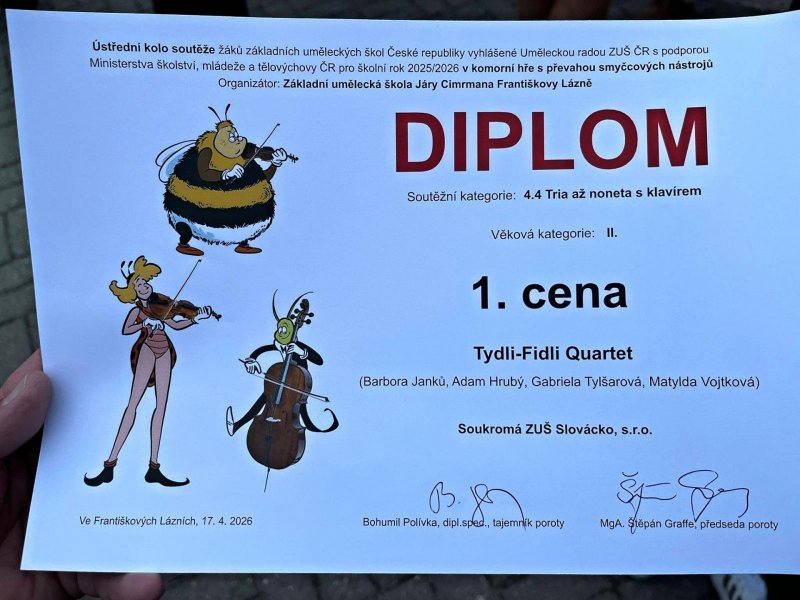 Ústřední kolo soutěže žáků základních uměleckých škol České republiky vyhlášené Uměleckou radou ZUŠ ČR s podporou
Ministerstva školství, mládeže a tělovýchovy ČR pro školní rok 2025/2026 v komorní hře s převahou smyčcových nástrojů
Organizátor: Základní umělecká škola Járy Cimrmana Františkovy Lázně
DIPLOM
Soutěžní kategorie: 4.4 Tria až noneta s klavírem
Věková kategorie: II.
1. cena
Tydli-Fidli Quartet
(Barbora Janků, Adam Hrubý, Gabriela Tylšarová, Matylda Vojtková)
Soukromá ZUŠ Slovácko, s.r.o.
Ve Františkových Lázních, 17. 4. 2026
Bohumil Polívka, dipl.spec., tajemník poroty
MgA. Štěpán Graffe, předseda poroty